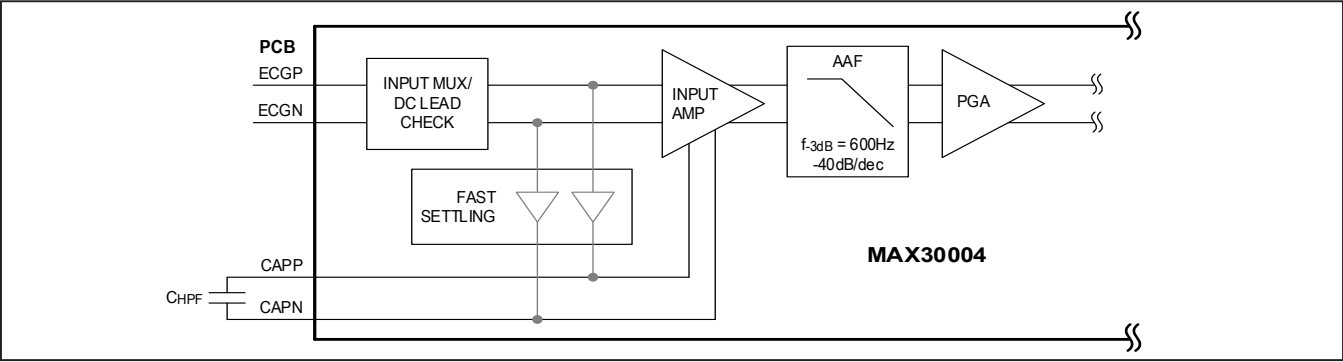 PCB
ECGP
ECGN
INPUT MUX/
DC LEAD
CHECK
INPUT
AMP
AAF
f-3dB = 600Hz
-40dB/dec
PGA
FAST
SETTLING
MAX30004
CAPP
CHPF
CAPN